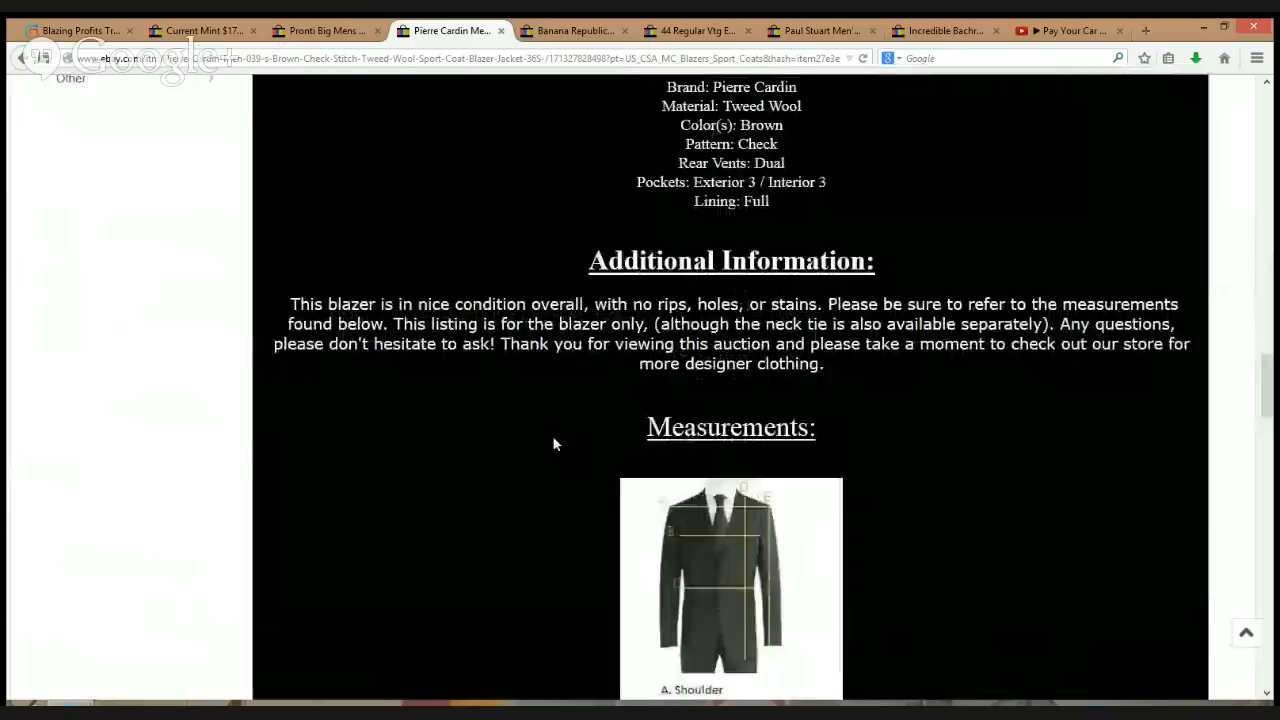 Blazing Profits Tr...
Current Mint $17...
Pronti Big Mens ...
Pierre Cardin Me...
Banana Republic...
44 Regular Vtg E...
Paul Stuart Men'...
Incredible Bachr...
▶ Pay Your Car ...
Google+
Google
Other
Brand: Pierre Cardin
Material: Tweed Wool
Color(s): Brown
Pattern: Check
Rear Vents: Dual
Pockets: Exterior 3 / Interior 3
Lining: Full
Additional Information:
This blazer is in nice condition overall, with no rips, holes, or stains. Please be sure to refer to the measurements
found below. This listing is for the blazer only, (although the neck tie is also available separately). Any questions,
please don't hesitate to ask! Thank you for viewing this auction and please take a moment to check out our store for
more designer clothing.
Measurements:
A. Shoulder